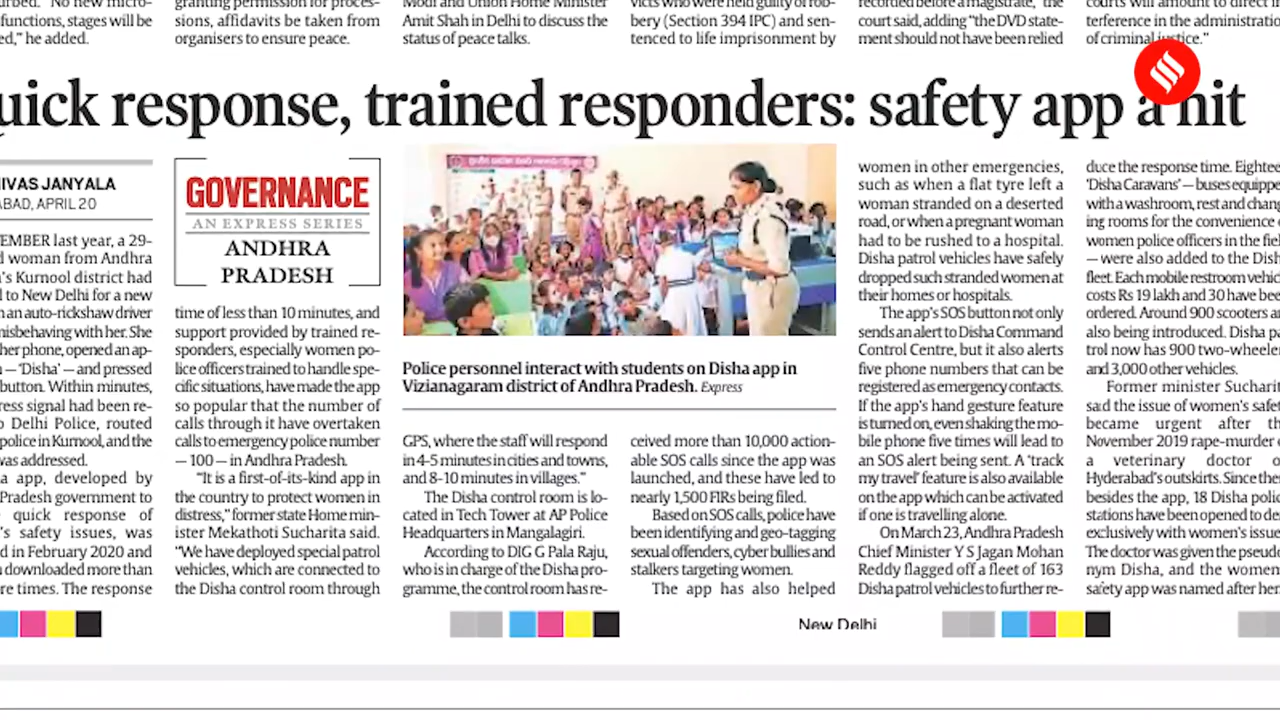 urbed." No new micro-
functions, stages will be
ed," he added.
granting permission for proces-
sions, affidavits be taken from
organisers to ensure peace.
Modi and Union Home Minister
Amit Shah in Delhi to discuss the
status of peace talks.
victs who were held guilty of rob-
bery (Section 394 IPC) and sen-
tenced to life imprisonment by
recorded before a magistrate, the
court said, adding "the DVD state-
ment should not have been relied
courts will amount to direct in
terference in the administratio
of criminal justice."
uick response, trained responders: safety app a hit
IVAS JANYALA
ABAD, APRIL 20
EMBER last year, a 29-
d woman from Andhra
's Kurnool district had
l to New Delhi for a new
n an auto-rickshaw driver
misbehaving with her. She
her phone, opened an ap-
n — 'Disha' — and pressed
button. Within minutes,
ress signal had been re-
o Delhi Police, routed
police in Kurnool, and the
was addressed.
a app, developed by
Pradesh government to
quick response of
's safety issues, was
d in February 2020 and
n downloaded more than
re times. The response
GOVERNANCE
AN EXPRESS SERIES
ANDHRA
PRADESH
time of less than 10 minutes, and
support provided by trained re-
sponders, especially women po-
lice officers trained to handle spe-
cific situations, have made the app
so popular that the number of
calls through it have overtaken
calls to emergency police number
— 100 — in Andhra Pradesh.
"It is a first-of-its-kind app in
the country to protect women in
distress," former state Home min-
ister Mekathoti Sucharita said.
"We have deployed special patrol
vehicles, which are connected to
the Disha control room through
Police personnel interact with students on Disha app in
Vizianagaram district of Andhra Pradesh. Express
GPS, where the staff will respond
in 4-5 minutes in cities and towns,
and 8-10 minutes in villages."
The Disha control room is lo-
cated in Tech Tower at AP Police
Headquarters in Mangalagiri.
According to DIG G Pala Raju,
who is in charge of the Disha pro-
gramme, the control room has re-
ceived more than 10,000 action-
able SOS calls since the app was
launched, and these have led to
nearly 1,500 FIRs being filed.
Based on SOS calls, police have
been identifying and geo-tagging
sexual offenders, cyber bullies and
stalkers targeting women.
The app has also helped
women in other emergencies,
such as when a flat tyre left a
woman stranded on a deserted
road, or when a pregnant woman
had to be rushed to a hospital.
Disha patrol vehicles have safely
dropped such stranded women at
their homes or hospitals.
The app's SOS button not only
sends an alert to Disha Command
Control Centre, but it also alerts
five phone numbers that can be
registered as emergency contacts.
If the app's hand gesture feature
is turned on, even shaking the mo-
bile phone five times will lead to
an SOS alert being sent. A 'track
my travel' feature is also available
on the app which can be activated
if one is travelling alone.
On March 23, Andhra Pradesh
Chief Minister Y S Jagan Mohan
Reddy flagged off a fleet of 163
Disha patrol vehicles to further re-
duce the response time. Eightee
'Disha Caravans' — buses equippe
with a washroom, rest and chang
ing rooms for the convenience o
women police officers in the fiel
— were also added to the Dish
fleet. Each mobile restroom vehic
costs Rs 19 lakh and 30 have bee
ordered. Around 900 scooters ar
also being introduced. Disha pa
trol now has 900 two-wheeler
and 3,000 other vehicles.
Former minister Sucharit
said the issue of women's safet
became urgent after th
November 2019 rape-murder o
a veterinary doctor o
Hyderabad's outskirts. Since the
besides the app, 18 Disha polic
stations have been opened to de
exclusively with women's issue
The doctor was given the pseudo
nym Disha, and the women
safety app was named after her.
New Delhi